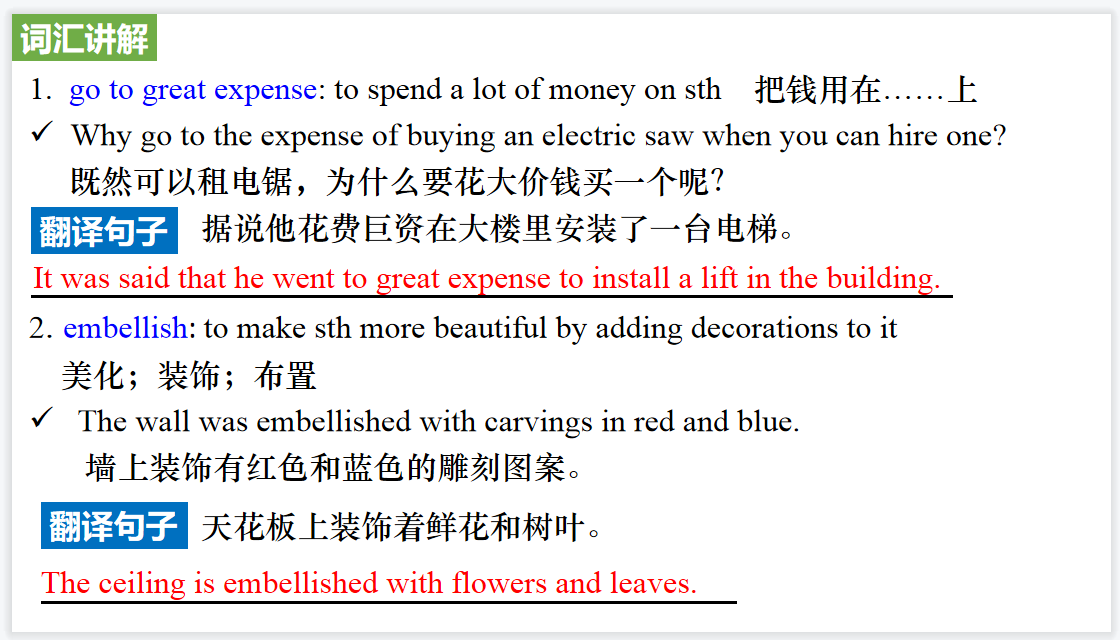 词汇讲解
1. go to great expense: to spend a lot of money on sth 把钱用在……上
✓ Why go to the expense of buying an electric saw when you can hire one?
既然可以租电锯，为什么要花大价钱买一个呢？
翻译句子 据说他花费巨资在大楼里安装了一台电梯。
It was said that he went to great expense to install a lift in the building.
2. embellish: to make sth more beautiful by adding decorations to it
美化；装饰；布置
✓ The wall was embellished with carvings in red and blue.
墙上装饰有红色和蓝色的雕刻图案。
翻译句子 天花板上装饰着鲜花和树叶。
The ceiling is embellished with flowers and leaves.